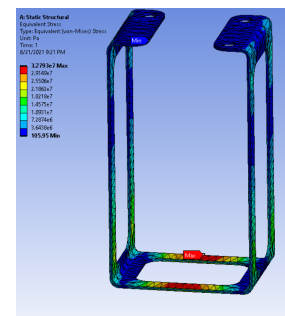 A: Static Structural
Equivalent Stress
Type: Equivalent (von-Mises) Stress
Unit: Pa
Time: 1
6/21/2021 9:21 PM
3.2793e7 Max
2.9149e7
2.5506e7
2.1862e7
1.8218e7
1.4575e7
1.0931e7
7.2874e6
3.6438e6
105.95 Min
Min
Max